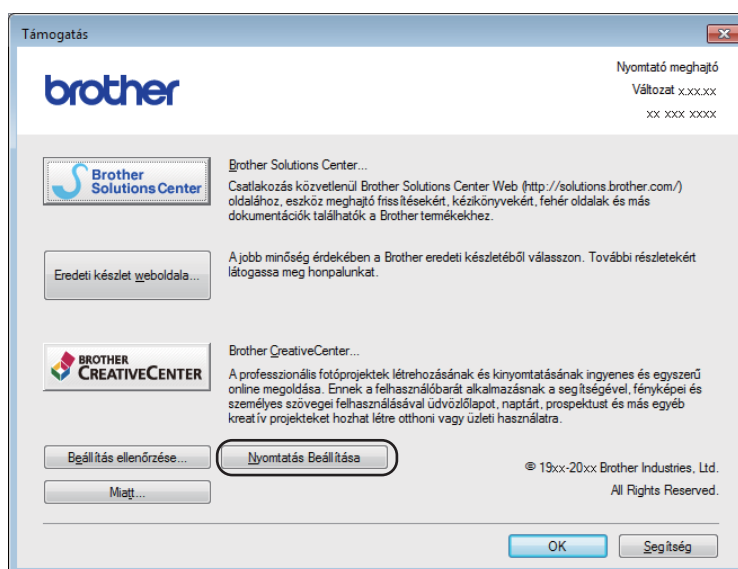 Támogatás
brother
Nyomtató meghajtó
Változat x.xx.xx
xx xxx xxxx
Brother
Solutions Center
Brother Solutions Center...
Csatlakozás közvetlenül Brother Solutions Center Web (http://solutions.brother.com/)
oldalához, eszköz meghajtó frissítésekért, kézikönyvekért, fehér oldalak és más
dokumentációk találhatók a Brother termékekhez.
Eredeti készlet weboldala...
A jobb minőség érdekében a Brother eredeti készletéből válasszon. További részletekért
látogassa meg honpalunkat.
BROTHER
CREATIVECENTER
Brother CreativeCenter...
A professzionális fotóprojektek létrehozásának és kinyomtatásának ingyenes és egyszerű
online megoldása. Ennek a felhasználóbarát alkalmazásnak a segítségével, fényképei és
személyes szövegei felhasználásával üdvözlőlapot, naptárt, prospektust és más egyéb
kreatív projekteket hozhat létre otthoni vagy üzleti használatra.
Beállítás ellenőrzése...
Nyomtatás Beállítása
© 19xx-20xx Brother Industries, Ltd.
Miatt...
All Rights Reserved.
OK
Segítség